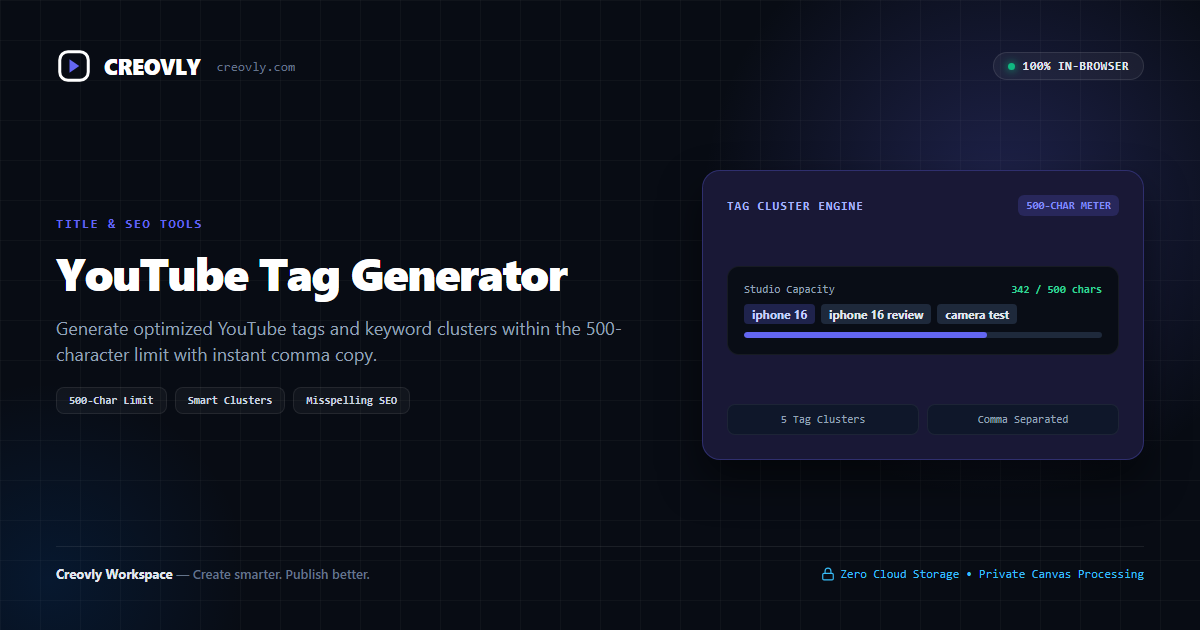 CREOVLY creovly.com
100% IN-BROWSER
TITLE & SEO TOOLS
YouTube Tag Generator
Generate optimized YouTube tags and keyword clusters within the 500-
character limit with instant comma copy.
500-Char Limit Smart Clusters Misspelling SEO
TAG CLUSTER ENGINE 500-CHAR METER
Studio Capacity 342 / 500 chars
iphone 16 iphone 16 review camera test
5 Tag Clusters Comma Separated
Creovly Workspace — Create smarter. Publish better.
Zero Cloud Storage • Private Canvas Processing